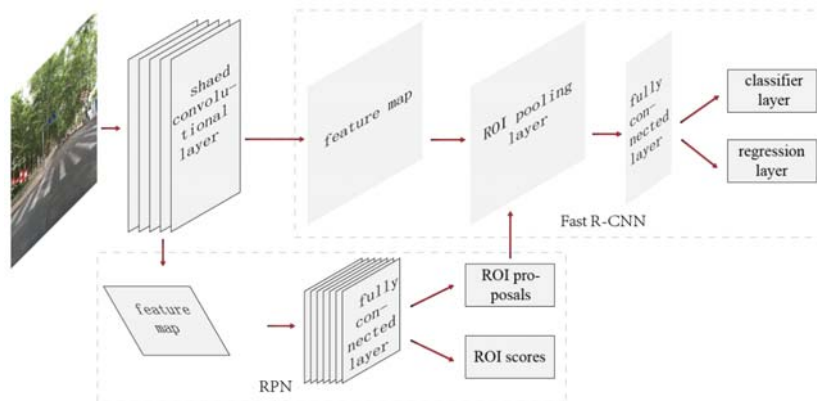 shaed
convolu-
tional
layer
feature map
ROI pooling
layer
fully
con-
nected
layer
classifier
layer
regression
layer
Fast R-CNN
feature
map
fully
con-
nected
layer
ROI pro-
posals
ROI scores
RPN